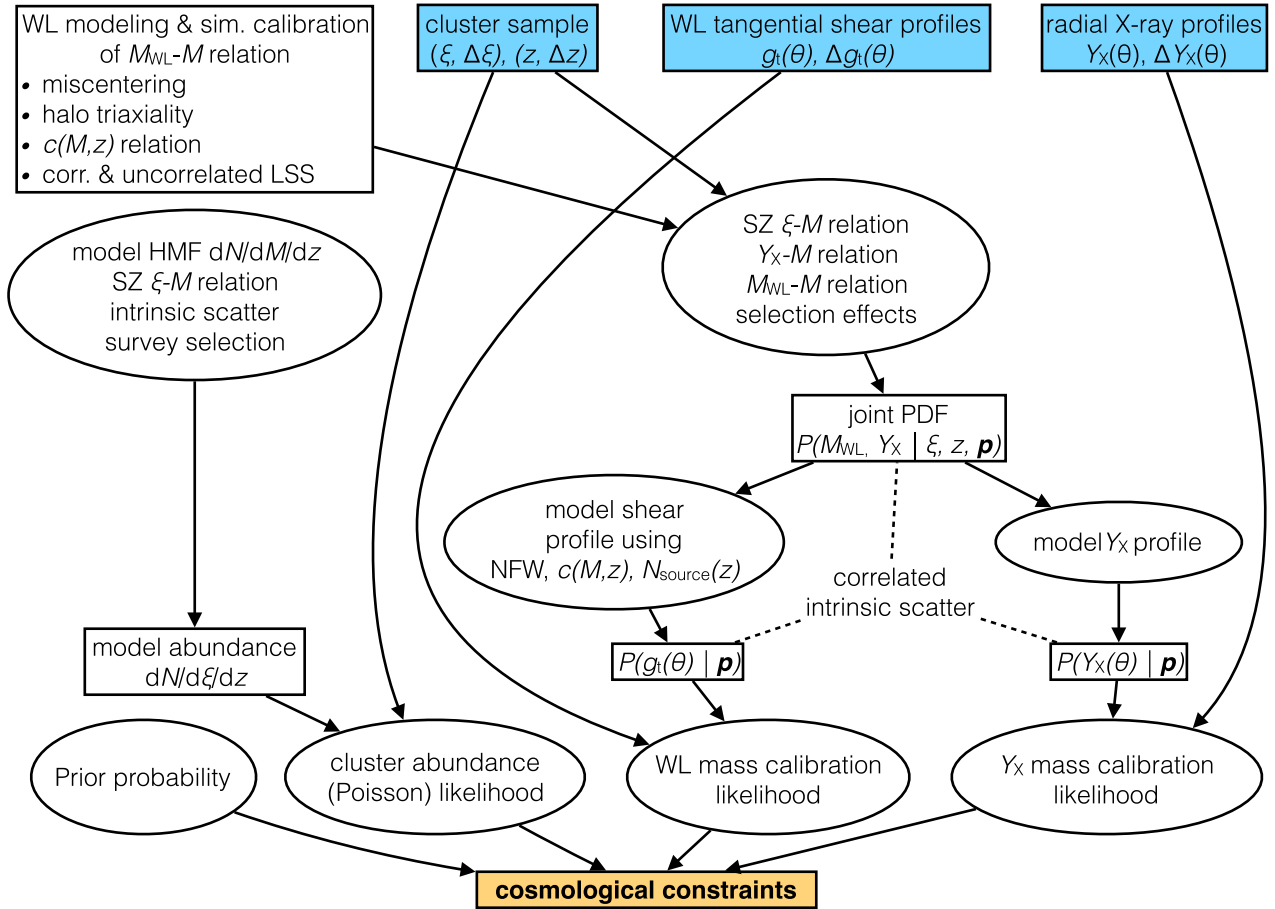 WL modeling & sim. calibration
of M_WL-M relation
• miscentering
• halo triaxiality
• c(M,z) relation
• corr. & uncorrelated LSS
cluster sample
(ξ, Δξ), (z, Δz)
WL tangential shear profiles
g_t(θ), Δg_t(θ)
radial X-ray profiles
Y_X(θ), ΔY_X(θ)
model HMF dN/dM/dz
SZ ξ-M relation
intrinsic scatter
survey selection
SZ ξ-M relation
Y_X-M relation
M_WL-M relation
selection effects
joint PDF
P(M_WL, Y_X | ξ, z, p)
model shear
profile using
NFW, c(M,z), N_source(z)
model Y_X profile
correlated
intrinsic scatter
model abundance
dN/dξ/dz
P(g_t(θ) | p)
P(Y_X(θ) | p)
Prior probability
cluster abundance
(Poisson) likelihood
WL mass calibration
likelihood
Y_X mass calibration
likelihood
cosmological constraints